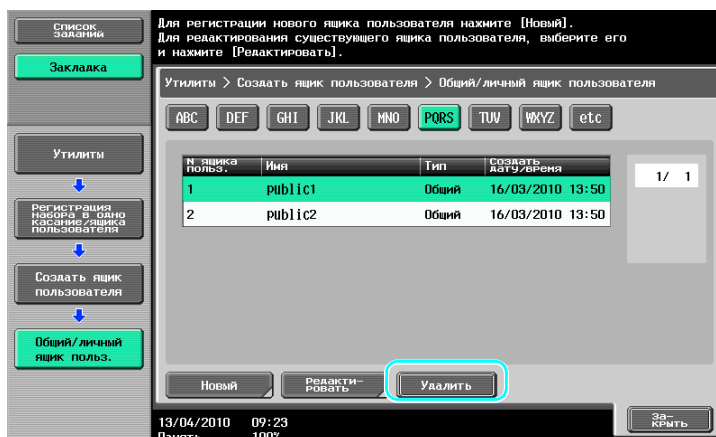 Список
заданий
Закладка
Для регистрации нового ящика пользователя нажмите [Новый].
Для редактирования существующего ящика пользователя, выберите его
и нажмите [Редактировать].
Утилиты > Создать ящик пользователя > Общий/личный ящик пользователя
ABC DEF GHI JKL MNO PQRS TUV WXYZ etc
Утилиты
Регистрация
набора в одно
касание/ящика
пользователя
Создать ящик
пользователя
Общий/личный
ящик польз.
N ящика
польз.
Имя
Тип
Создать
дату/время
1 public1 Общий 16/03/2010 13:50
2 public2 Общий 16/03/2010 13:50
1/ 1
Новый
Редакти-
ровать
Удалить
13/04/2010 09:23
Память 100%
За-
крыть